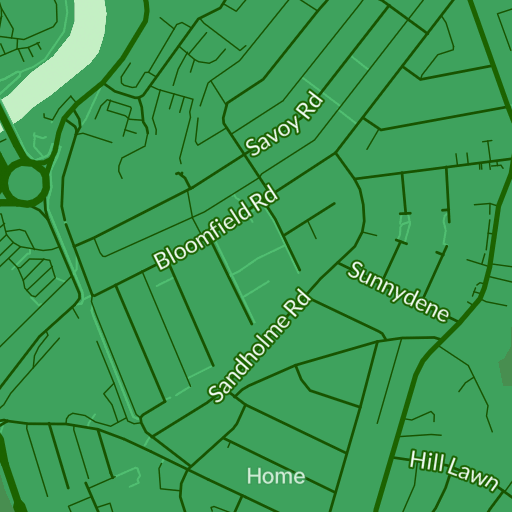 Savoy Rd
Bloomfield Rd
Sunnydene
Sandholme Rd
Hill Lawn
Home